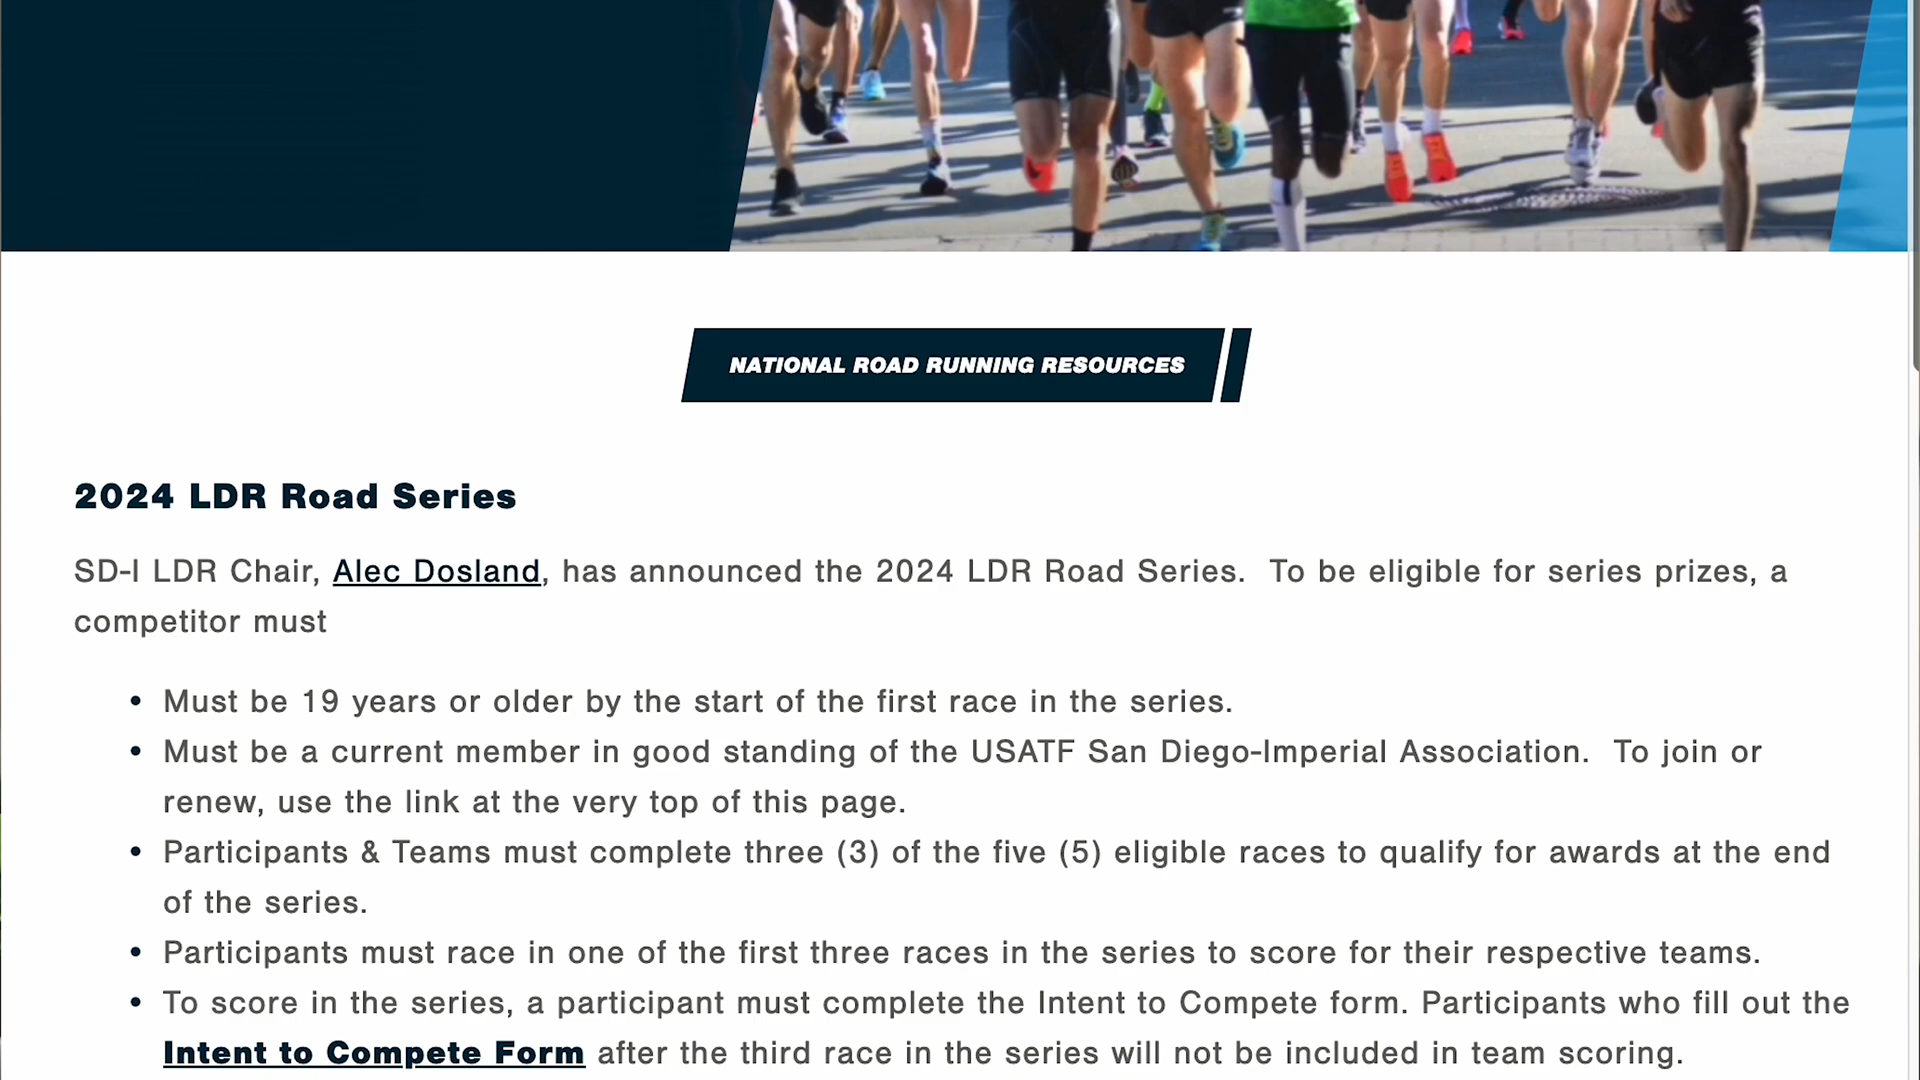 NATIONAL ROAD RUNNING RESOURCES
2024 LDR Road Series
SD-I LDR Chair, Alec Dosland, has announced the 2024 LDR Road Series.  To be eligible for series prizes, a
competitor must
• Must be 19 years or older by the start of the first race in the series.
• Must be a current member in good standing of the USATF San Diego-Imperial Association.  To join or
renew, use the link at the very top of this page.
• Participants & Teams must complete three (3) of the five (5) eligible races to qualify for awards at the end
of the series.
• Participants must race in one of the first three races in the series to score for their respective teams.
• To score in the series, a participant must complete the Intent to Compete form. Participants who fill out the
Intent to Compete Form after the third race in the series will not be included in team scoring.